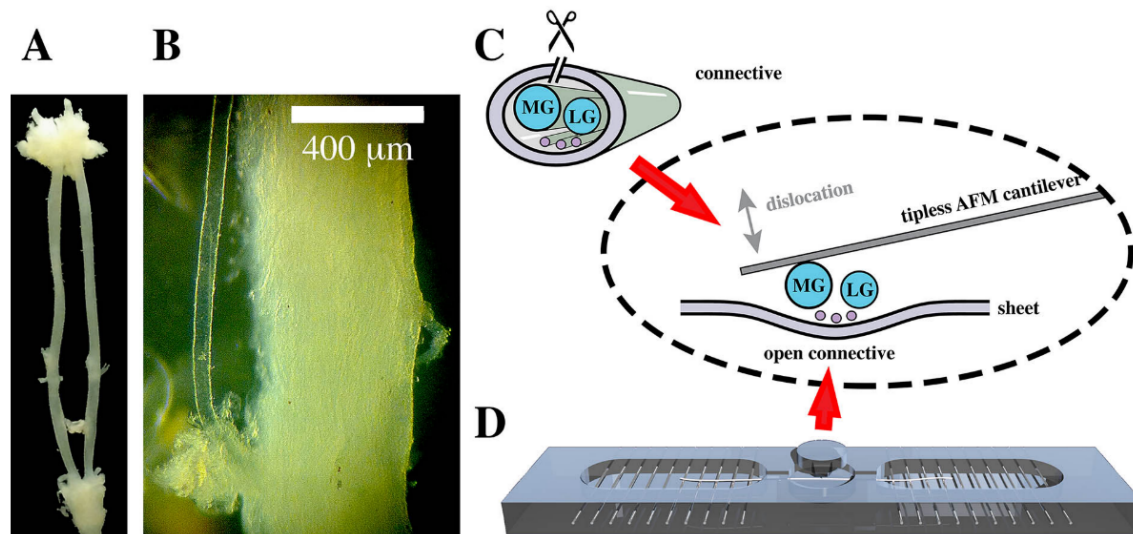 A
B
400 μm
C
MG
LG
connective
dislocation
tipless AFM cantilever
MG
LG
sheet
open connective
D